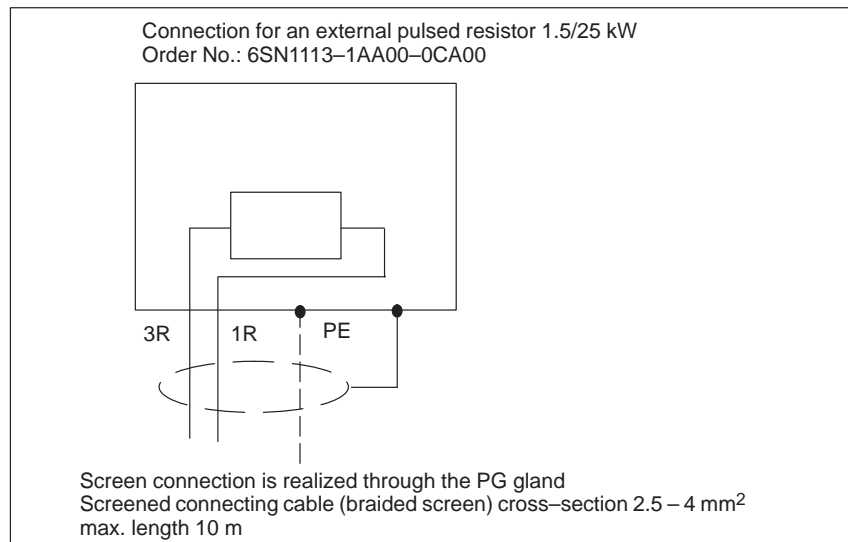 Connection for an external pulsed resistor 1.5/25 kW
Order No.: 6SN1113–1AA00–0CA00
3R 1R PE
Screen connection is realized through the PG gland
Screened connecting cable (braided screen) cross–section 2.5 – 4 mm²
max. length 10 m